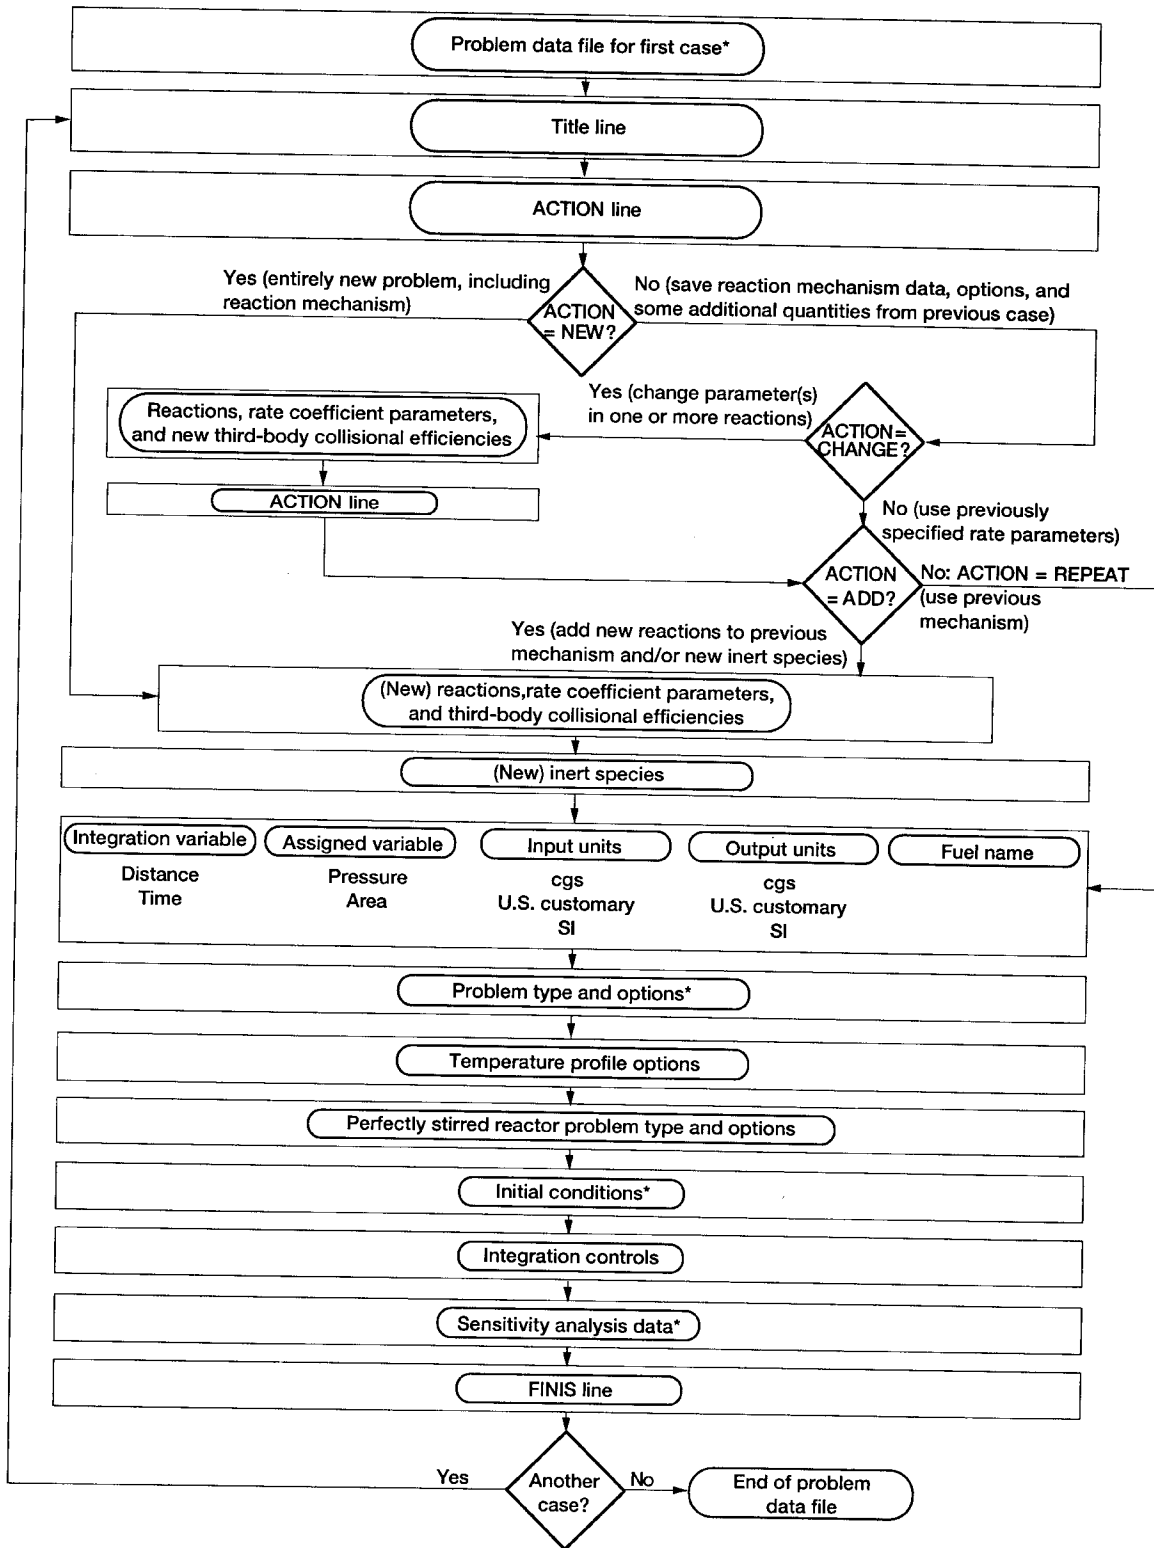 Problem data file for first case*
Title line
ACTION line
Yes (entirely new problem, including
reaction mechanism)
ACTION
= NEW?
No (save reaction mechanism data, options, and
some additional quantities from previous case)
Yes (change parameter(s)
in one or more reactions)
Reactions, rate coefficient parameters,
and new third-body collisional efficiencies
ACTION=
CHANGE?
ACTION line
No (use previously
specified rate parameters)
ACTION
= ADD?
No: ACTION = REPEAT
(use previous
mechanism)
Yes (add new reactions to previous
mechanism and/or new inert species)
(New) reactions,rate coefficient parameters,
and third-body collisional efficiencies
(New) inert species
Integration variable
Distance
Time
Assigned variable
Pressure
Area
Input units
cgs
U.S. customary
SI
Output units
cgs
U.S. customary
SI
Fuel name
Problem type and options*
Temperature profile options
Perfectly stirred reactor problem type and options
Initial conditions*
Integration controls
Sensitivity analysis data*
FINIS line
Yes
Another
case?
No
End of problem
data file